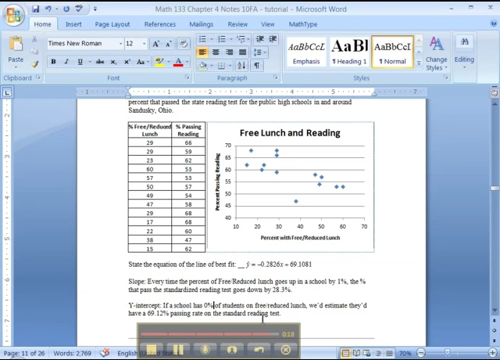 Math 133 Chapter 4 Notes 10FA - tutorial - Microsoft Word
Home Insert Page Layout References Mailings Review View MathType
Times New Roman 12
AaBbCcL AaBl AaBbCcL
Emphasis ¶ Heading 1 ¶ Normal
Change Styles
Editing
Paste
Clipboard Font Paragraph Styles
percent that passed the state reading test for the public high schools in and around
Sandusky, Ohio.
% Free/Reduced Lunch % Passing Reading
29 66
29 59
23 62
60 53
57 53
50 57
49 54
47 58
29 68
17 68
22 60
38 47
15 62
Free Lunch and Reading
Percent Passing Reading
70
65
60
55
50
45
40
10 20 30 40 50 60 70
Percent with Free/Reduced Lunch
State the equation of the line of best fit: __ ŷ = −0.2826x + 69.1081
Slope: Every time the percent of Free/Reduced lunch goes up in a school by 1%, the %
that pass the standardized reading test goes down by 28.3%.
Y-intercept: If a school has 0% of students on free/reduced lunch, we'd estimate they'd
have a 69.12% passing rate on the standard reading test.
0:18
Page: 11 of 26 Words: 2,769
100%